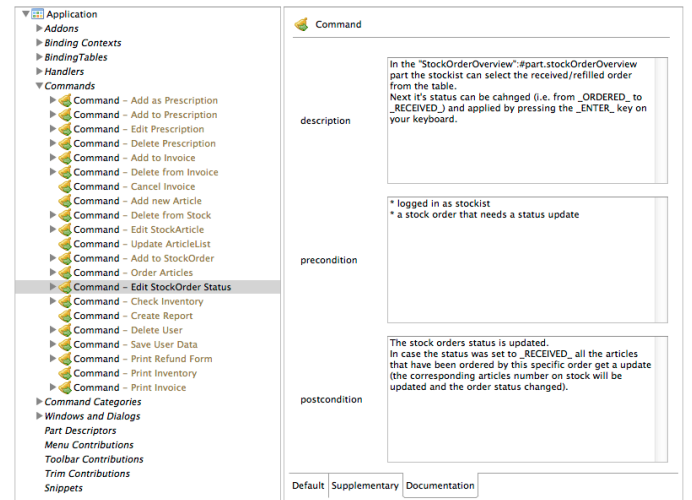 Application
Addons
Binding Contexts
BindingTables
Handlers
Commands
Command – Add as Prescription
Command – Add to Prescription
Command – Edit Prescription
Command – Delete Prescription
Command – Add to Invoice
Command – Delete from Invoice
Command – Cancel Invoice
Command – Add new Article
Command – Delete from Stock
Command – Edit StockArticle
Command – Update ArticleList
Command – Add to StockOrder
Command – Order Articles
Command – Edit StockOrder Status
Command – Check Inventory
Command – Create Report
Command – Delete User
Command – Save User Data
Command – Print Refund Form
Command – Print Inventory
Command – Print Invoice
Command Categories
Windows and Dialogs
Part Descriptors
Menu Contributions
Toolbar Contributions
Trim Contributions
Snippets
Command
description
In the "StockOrderOverview":#part.stockOrderOverview
part the stockist can select the received/refilled order
from the table.
Next it's status can be cahnged (i.e. from _ORDERED_ to
_RECEIVED_) and applied by pressing the _ENTER_ key on
your keyboard.
precondition
* logged in as stockist
* a stock order that needs a status update
postcondition
The stock orders status is updated.
In case the status was set to _RECEIVED_ all the articles
that have been ordered by this specific order get a update
(the corresponding articles number on stock will be
updated and the order status changed).
Default Supplementary Documentation